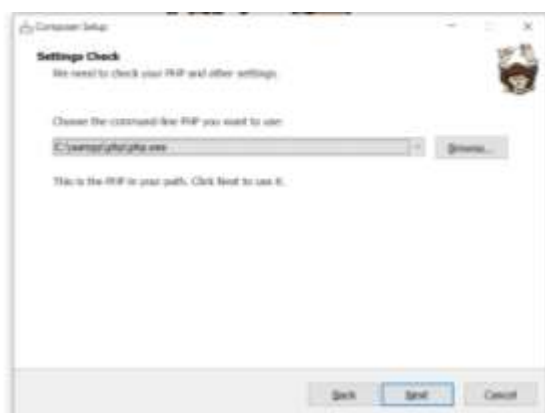 Composer Setup
Settings Check
We need to check your PHP and other settings.
Choose the command-line PHP you want to use:
C:\xampp\php\php.exe
Browse...
This is the PHP in your path. Click Next to use it.
Back
Next
Cancel